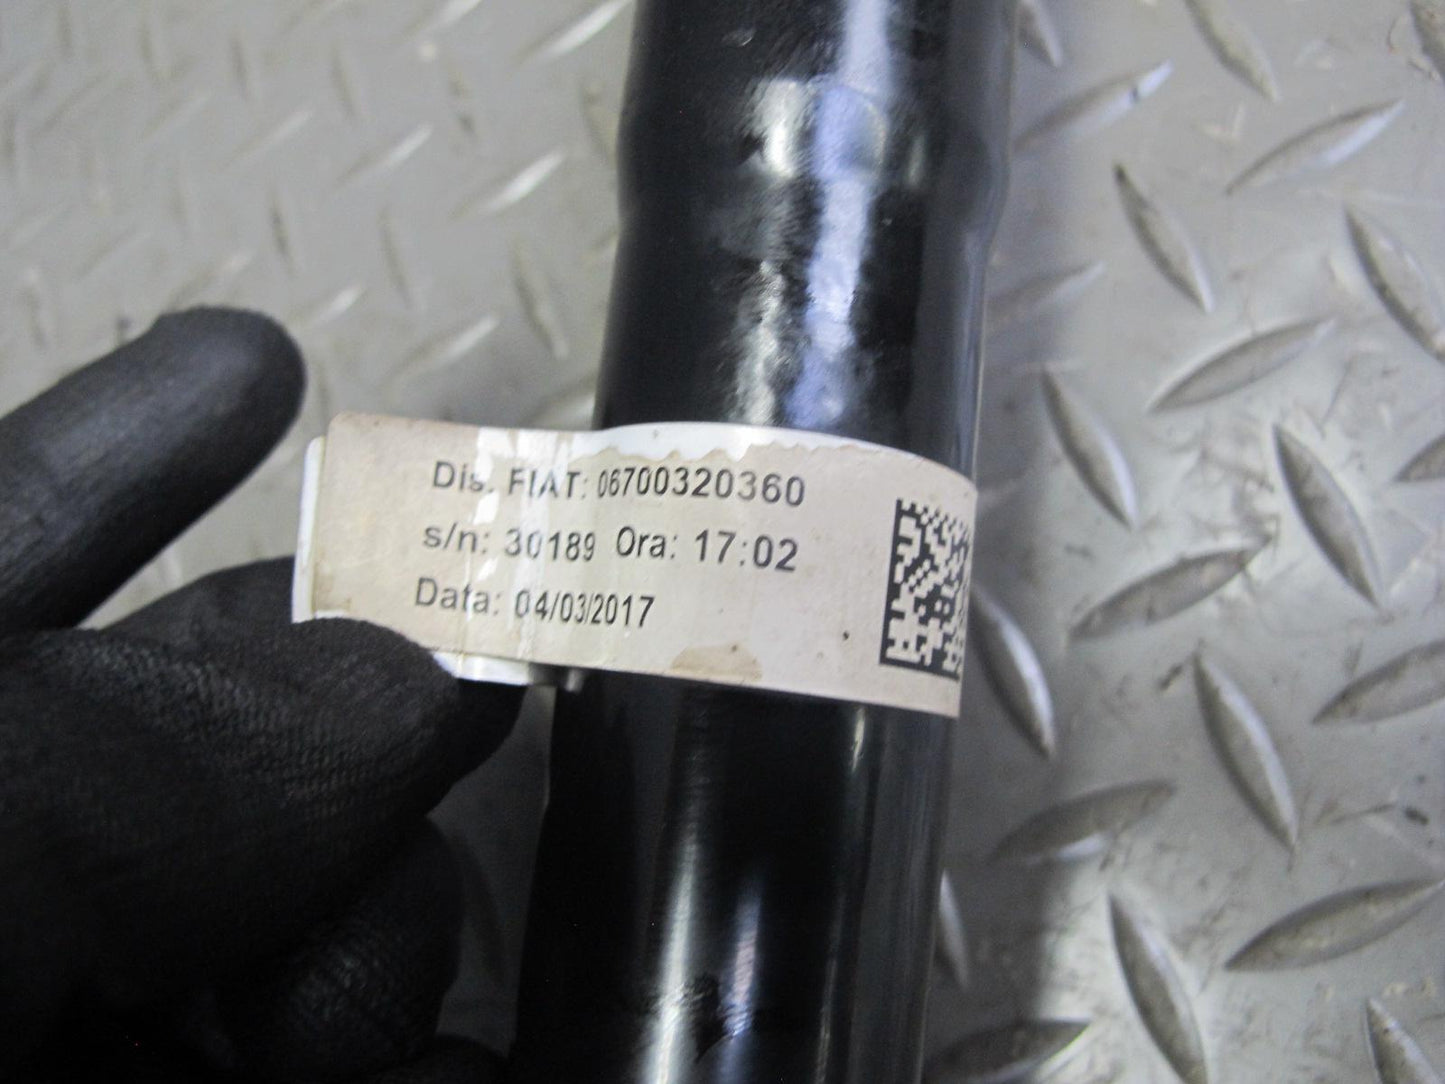 Dis. FIAT: 06700320360
s/n: 30189 Ora: 17:02
Data: 04/03/2017